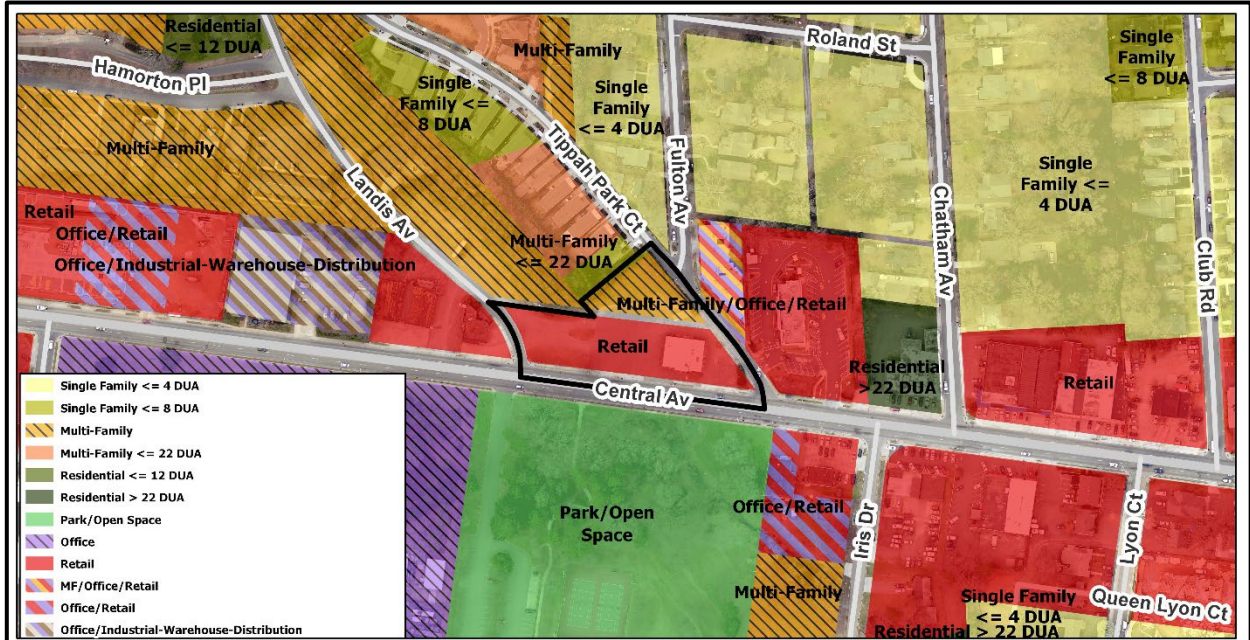 Residential
<= 12 DUA
Hamorton Pl
Multi-Family
Landis Av
Single
Family <=
8 DUA
Multi-Family
Tippah Park Ct
Single
Family
<= 4 DUA
Fulton Av
Roland St
Single
Family
<= 8 DUA
Single
Family <=
4 DUA
Chatham Av
Club Rd
Retail
Office/Retail
Office/Industrial-Warehouse-Distribution
Multi-Family
<= 22 DUA
Multi-Family/Office/Retail
Retail
Residential
>22 DUA
Retail
Central Av
Single Family <= 4 DUA
Single Family <= 8 DUA
Multi-Family
Multi-Family <= 22 DUA
Residential <= 12 DUA
Residential > 22 DUA
Park/Open Space
Office
Retail
MF/Office/Retail
Office/Retail
Office/Industrial-Warehouse-Distribution
Park/Open
Space
Office/Retail
Iris Dr
Multi-Family
Lyon Ct
Single Family
<= 4 DUA
Residential > 22 DUA
Queen Lyon Ct